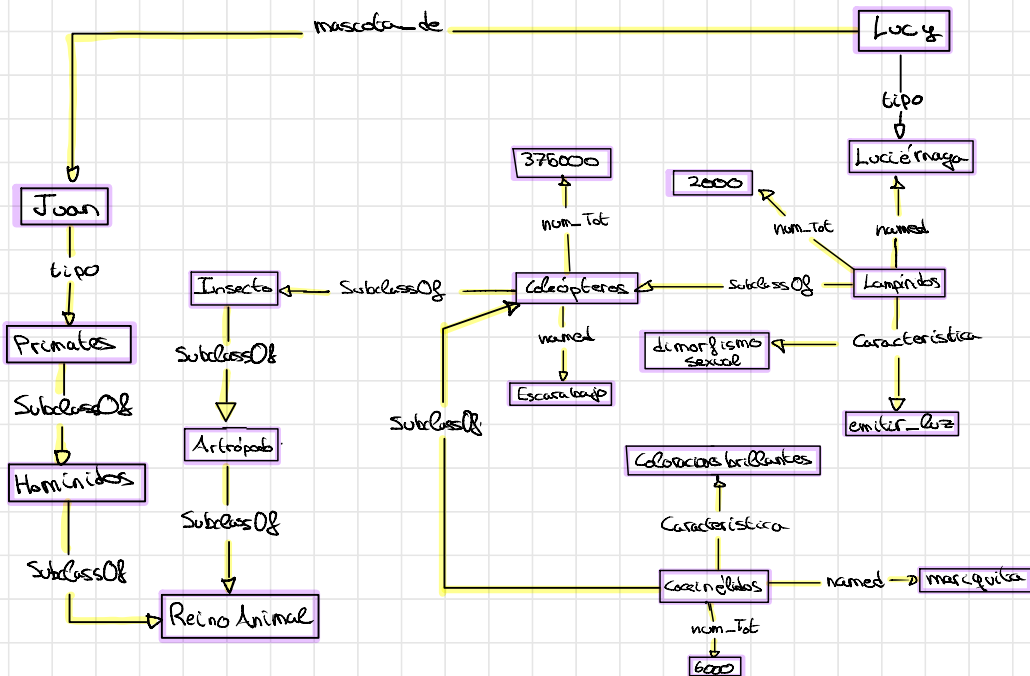 mascota_de
Lucy
tipo
Luciérnaga
376000
2000
Juan
num_Tot
num_Tot
named
tipo
Insecto
SubclassOf
Coleópteros
SubclassOf
Lampíridos
Primates
SubclassOf
named
dimorfismo
sexual
Característica
SubclassOf
Escarabajo
SubclassOf
emitir_luz
Artrópodo
Coloraciones brillantes
Homínidos
SubclassOf
Característica
SubclassOf
Coccinélidos
named
mariquita
Reino Animal
num_Tot
6000